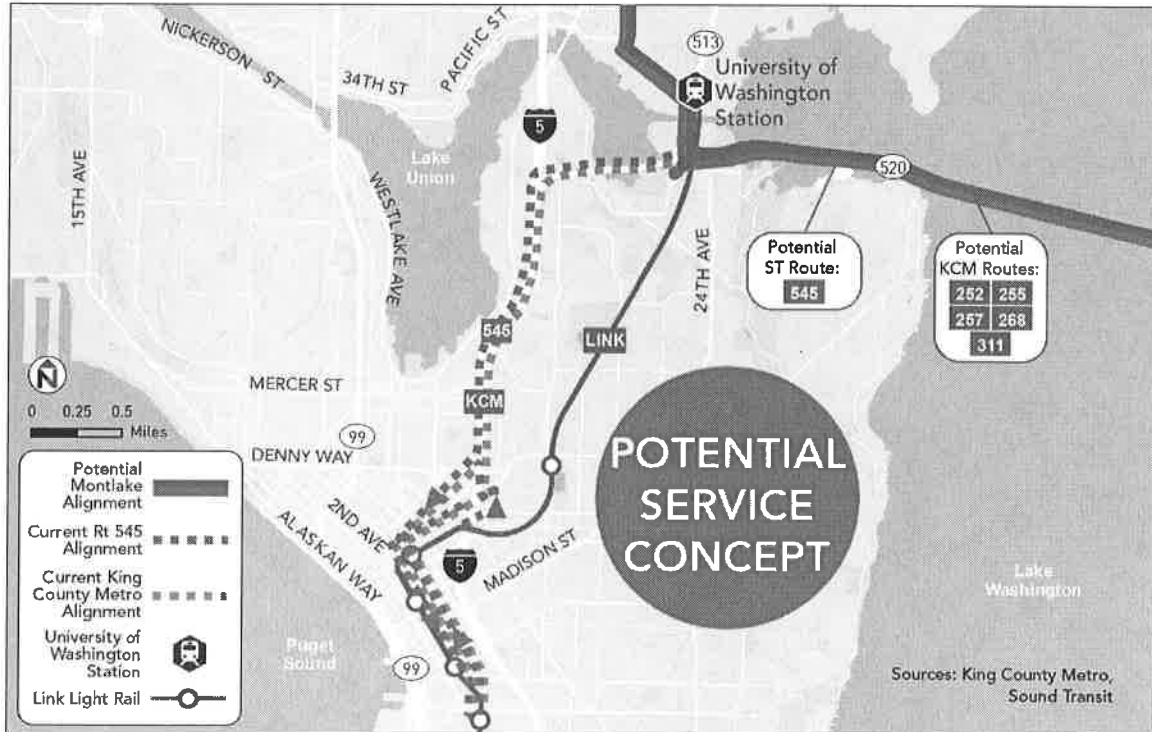 NICKERSON ST
34TH ST
PACIFIC ST
513
University of
Washington
Station
5
Lake
Union
15TH AVE
WESTLAKE AVE
520
24TH AVE
Potential
ST Route:
545
Potential
KCM Routes:
252 255
257 268
311
545
LINK
KCM
N
0 0.25 0.5
Miles
MERCER ST
99
DENNY WAY
2ND AVE
ALASKAN WAY
5
MADISON ST
POTENTIAL
SERVICE
CONCEPT
Lake
Washington
Puget
Sound
99
Potential
Montlake
Alignment
Current Rt 545
Alignment
Current King
County Metro
Alignment
University of
Washington
Station
Link Light Rail
Sources: King County Metro,
Sound Transit